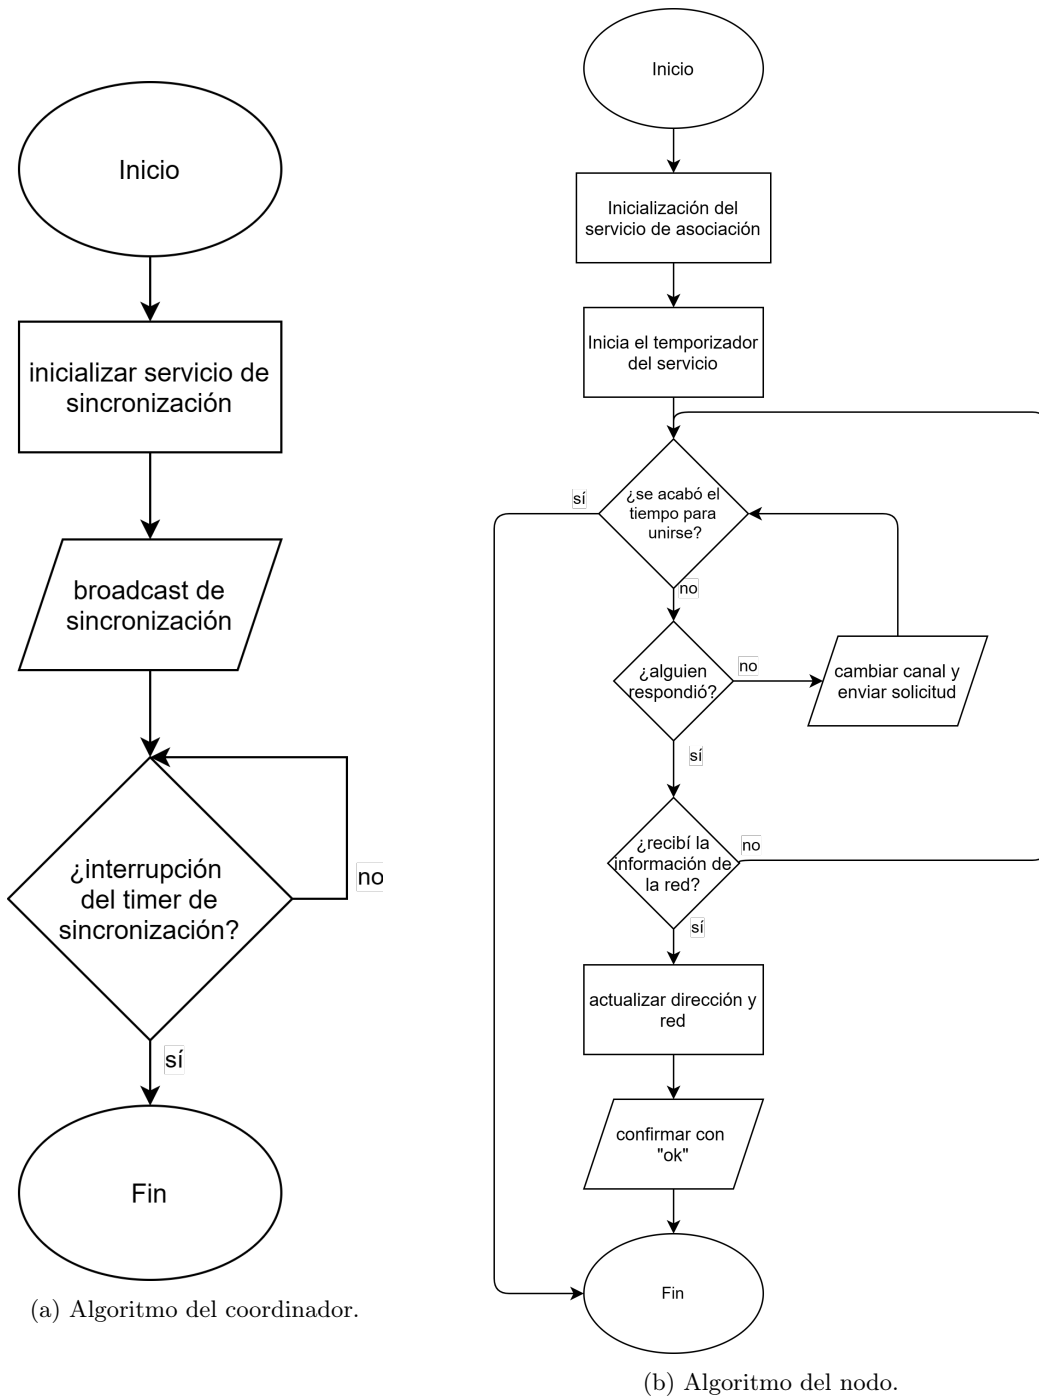 Inicio
inicializar servicio de
sincronización
broadcast de
sincronización
¿interrupción
del timer de
sincronización?
no
sí
Fin
(a) Algoritmo del coordinador.
Inicio
Inicialización del
servicio de asociación
Inicia el temporizador
del servicio
¿se acabó el
tiempo para
unirse?
sí
no
¿alguien
respondió?
no
cambiar canal y
enviar solicitud
sí
¿recibí la
información de
la red?
no
sí
actualizar dirección y
red
confirmar con
"ok"
Fin
(b) Algoritmo del nodo.